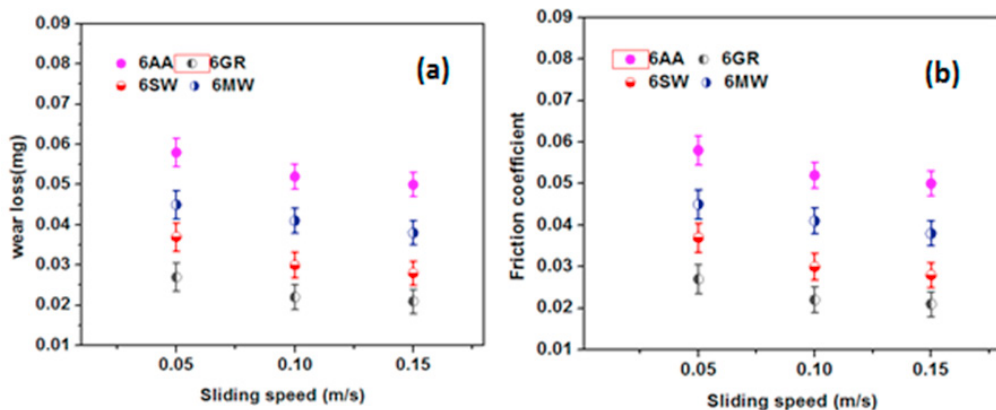 0.09
0.08
0.07
0.06
0.05
0.04
0.03
0.02
0.01
wear loss(mg)
6AA 6GR
6SW 6MW
(a)
0.05 0.10 0.15
Sliding speed (m/s)
0.09
0.08
0.07
0.06
0.05
0.04
0.03
0.02
0.01
Friction coefficient
6AA 6GR
6SW 6MW
(b)
0.05 0.10 0.15
Sliding speed (m/s)